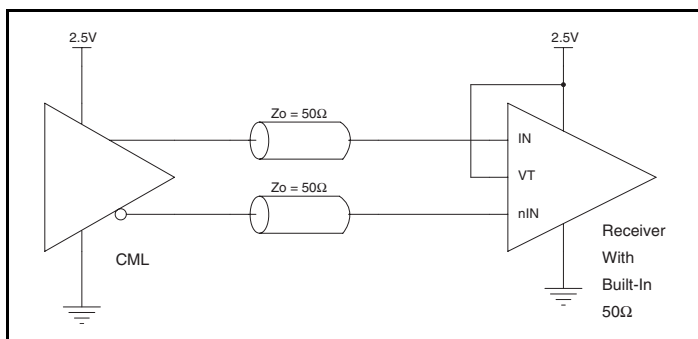 2.5V
2.5V
Zo = 50Ω
IN
VT
Zo = 50Ω
nIN
CML
Receiver
With
Built-In
50Ω